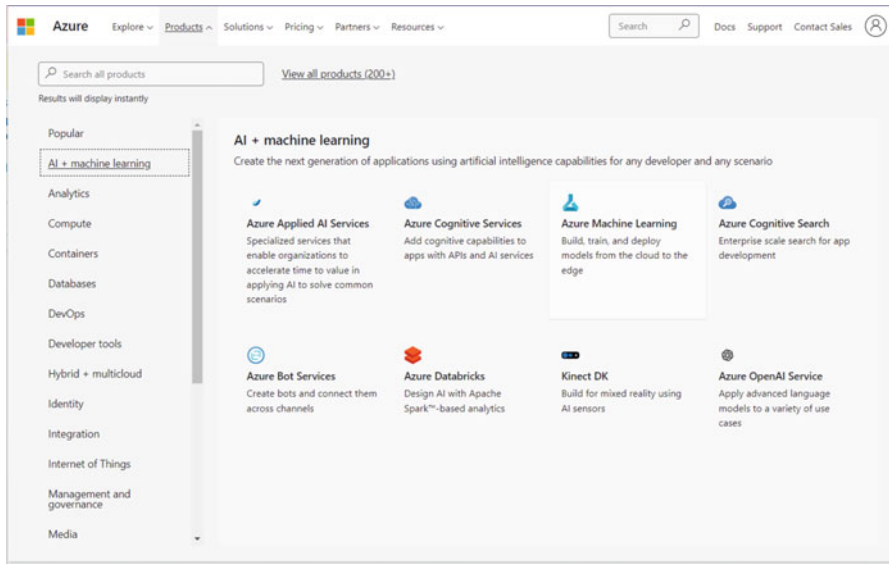 Azure Explore Products Solutions Pricing Partners Resources Search Docs Support Contact Sales
Search all products View all products (200+)
Results will display instantly
Popular
AI + machine learning
Analytics
Compute
Containers
Databases
DevOps
Developer tools
Hybrid + multicloud
Identity
Integration
Internet of Things
Management and
governance
Media
AI + machine learning
Create the next generation of applications using artificial intelligence capabilities for any developer and any scenario
Azure Applied AI Services
Specialized services that
enable organizations to
accelerate time to value in
applying AI to solve common
scenarios
Azure Cognitive Services
Add cognitive capabilities to
apps with APIs and AI services
Azure Machine Learning
Build, train, and deploy
models from the cloud to the
edge
Azure Cognitive Search
Enterprise scale search for app
development
Azure Bot Services
Create bots and connect them
across channels
Azure Databricks
Design AI with Apache
Spark™-based analytics
Kinect DK
Build for mixed reality using
AI sensors
Azure OpenAI Service
Apply advanced language
models to a variety of use
cases